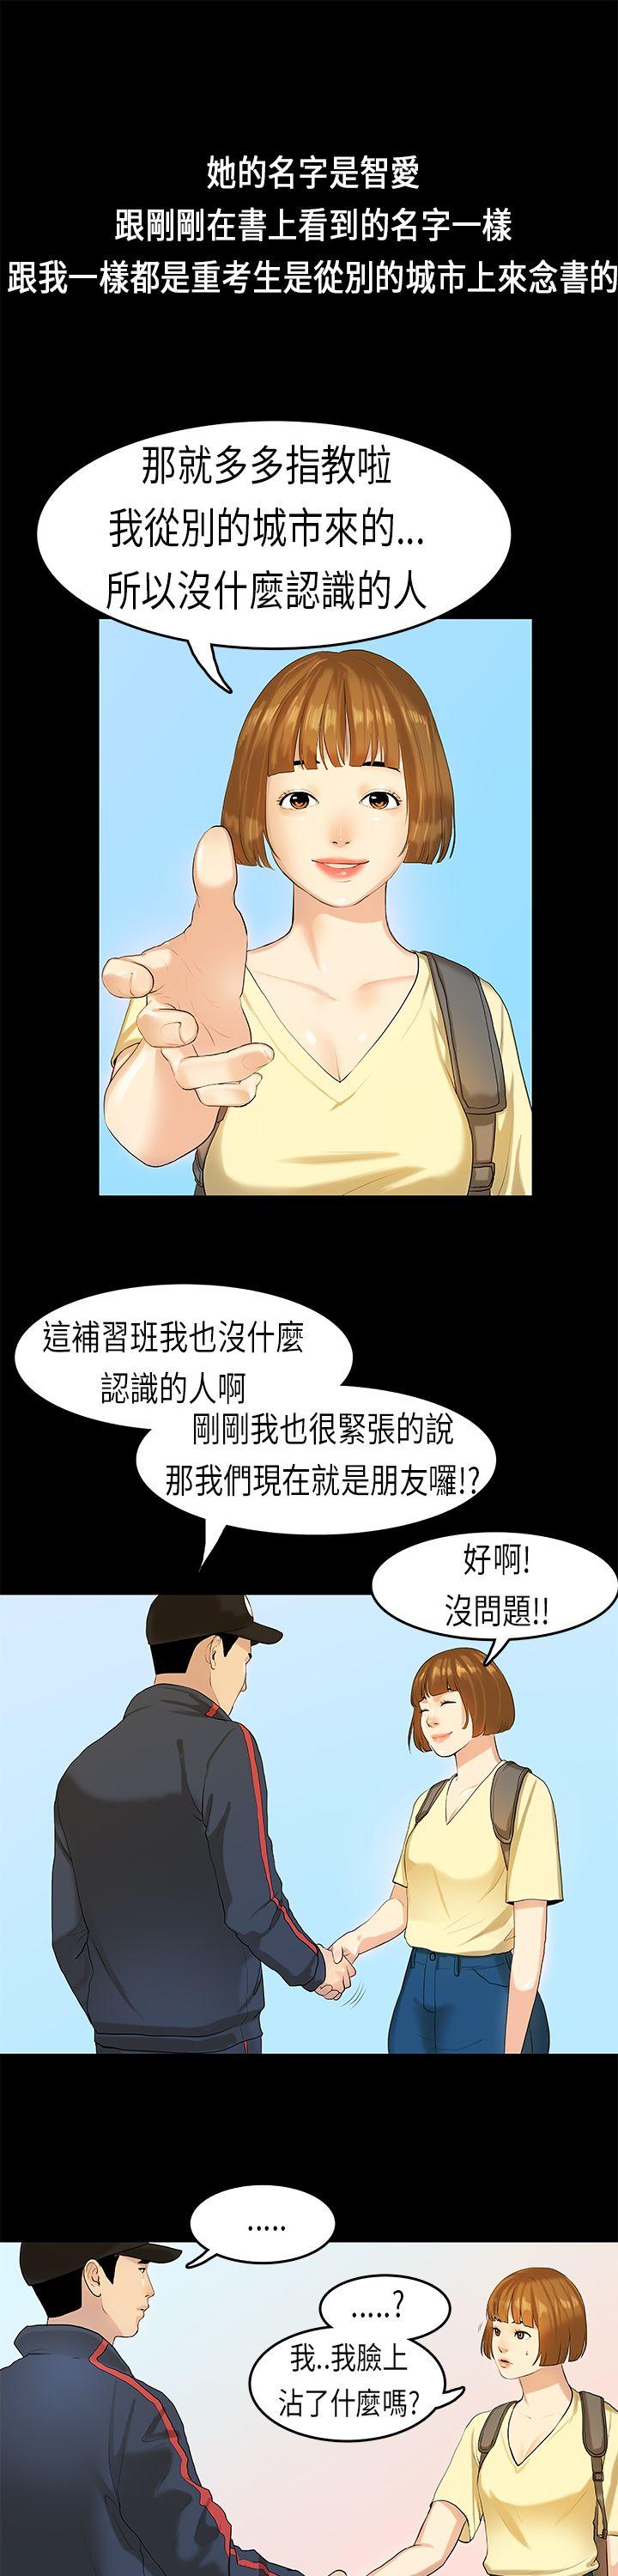 她的名字是智愛
跟剛剛在書上看到的名字一樣
跟我一樣都是重考生是從別的城市上來念書的
那就多多指教啦
我從別的城市來的...
所以沒什麼認識的人
這補習班我也沒什麼
認識的人啊
剛剛我也很緊張的說
那我們現在就是朋友囉!?
好啊!
沒問題!!
.....
.....?
我..我臉上
沾了什麼嗎?